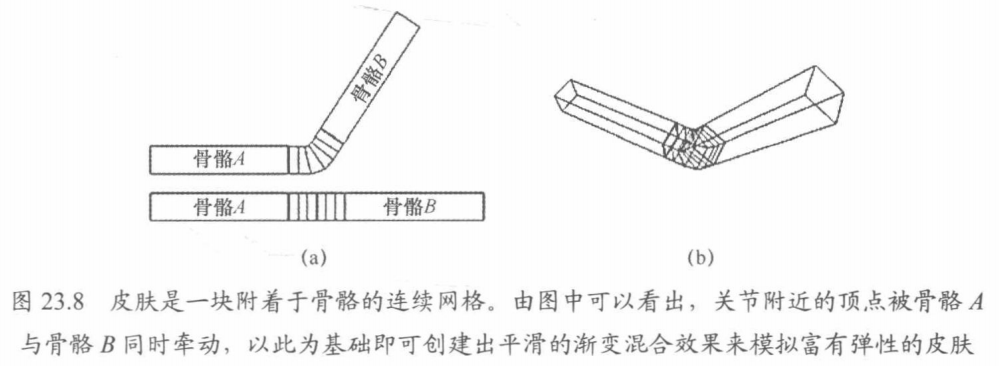 骨骼B
骨骼A
骨骼A 骨骼B
(a) (b)
图 23.8 皮肤是一块附着于骨骼的连续网格。由图中可以看出，关节附近的顶点被骨骼 A
与骨骼 B 同时牵动，以此为基础即可创建出平滑的渐变混合效果来模拟富有弹性的皮肤